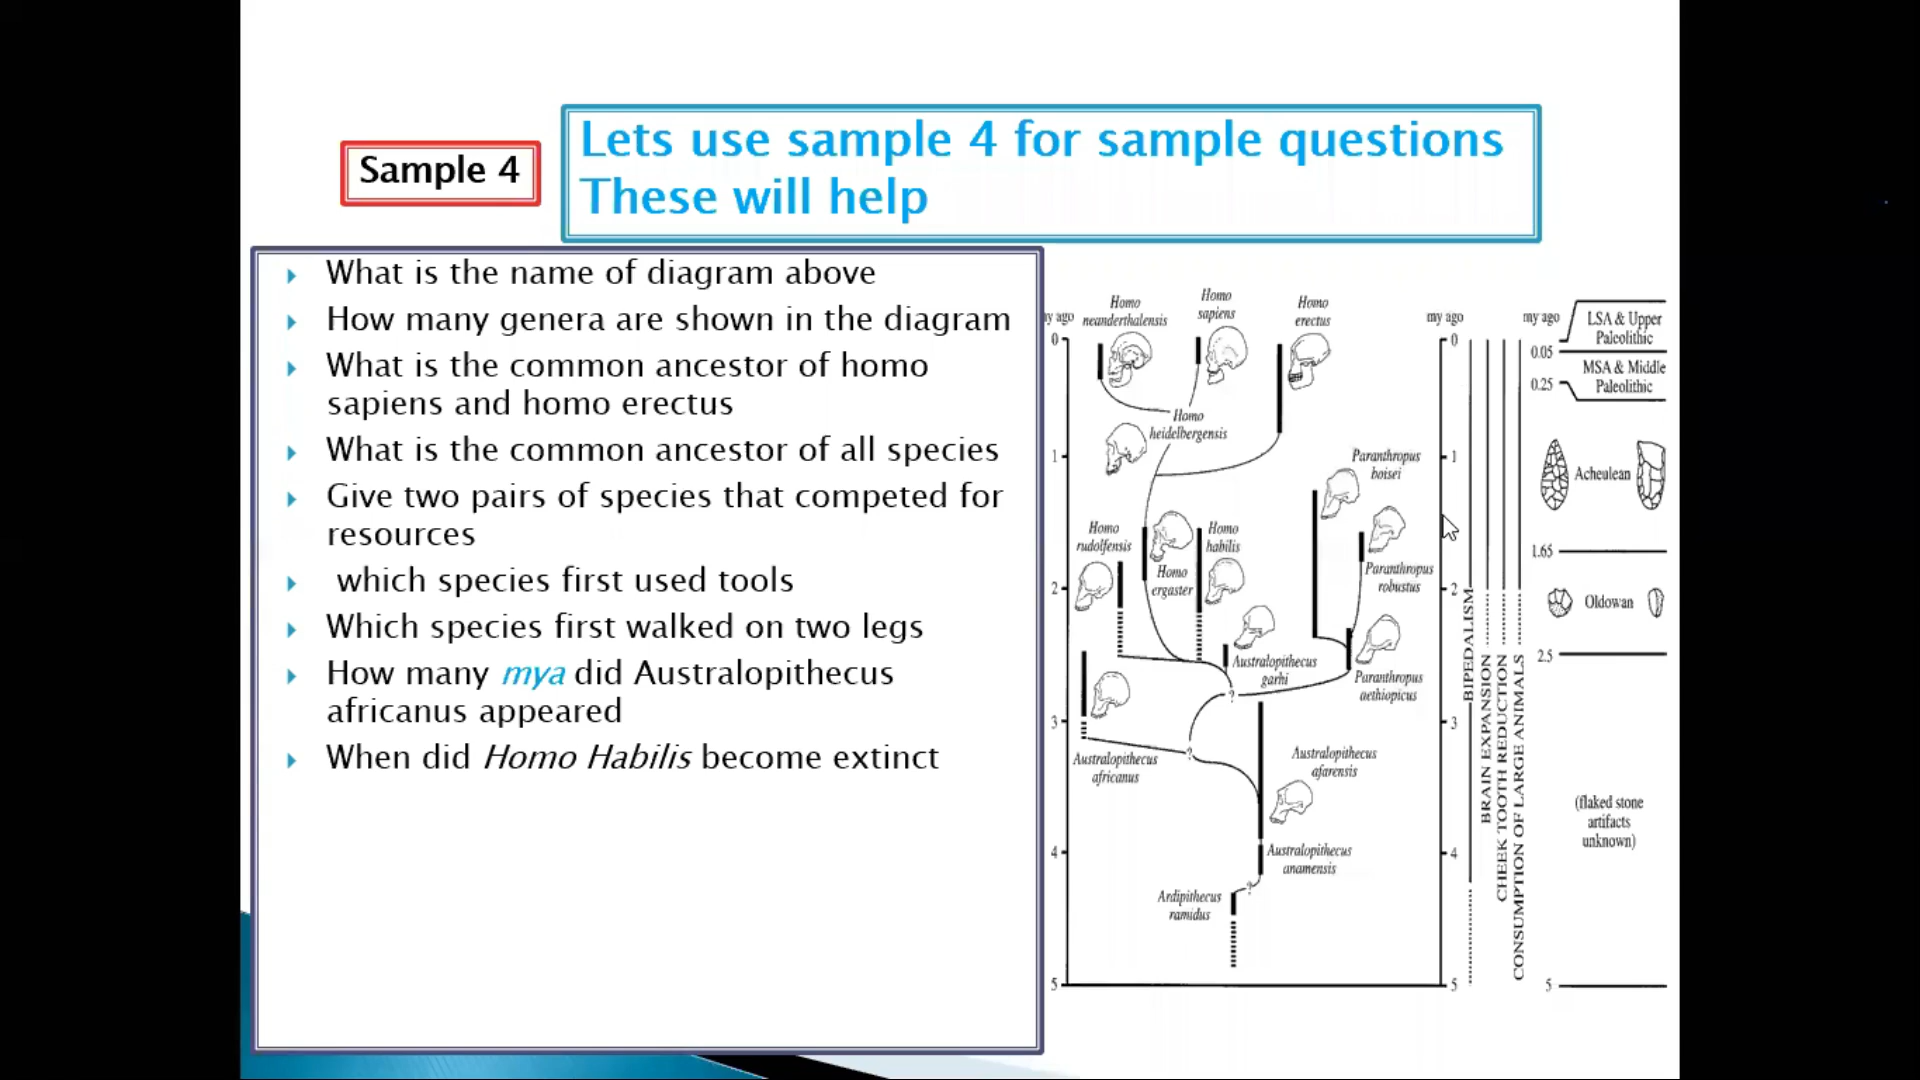 Sample 4
Lets use sample 4 for sample questions
These will help
What is the name of diagram above
How many genera are shown in the diagram
What is the common ancestor of homo
sapiens and homo erectus
What is the common ancestor of all species
Give two pairs of species that competed for
resources
which species first used tools
Which species first walked on two legs
How many mya did Australopithecus
africanus appeared
When did Homo Habilis become extinct
my ago
Homo
neanderthalensis
Homo
sapiens
Homo
erectus
my ago
my ago
LSA & Upper
Paleolithic
0
0
0.05
MSA & Middle
Paleolithic
0.25
Homo
heidelbergensis
1
Paranthropus
boisei
1
Acheulean
Homo
rudolfensis
Homo
habilis
1.65
Homo
ergaster
Paranthropus
robustus
2
2
Oldowan
2.5
Australopithecus
garhi
?
Paranthropus
aethiopicus
3
3
?
Australopithecus
africanus
Australopithecus
afarensis
(flaked stone
artifacts
unknown)
4
4
Australopithecus
anamensis
?
Ardipithecus
ramidus
5
5
5
BIPEDALISM
BRAIN EXPANSION
CHEEK TOOTH REDUCTION
CONSUMPTION OF LARGE ANIMALS